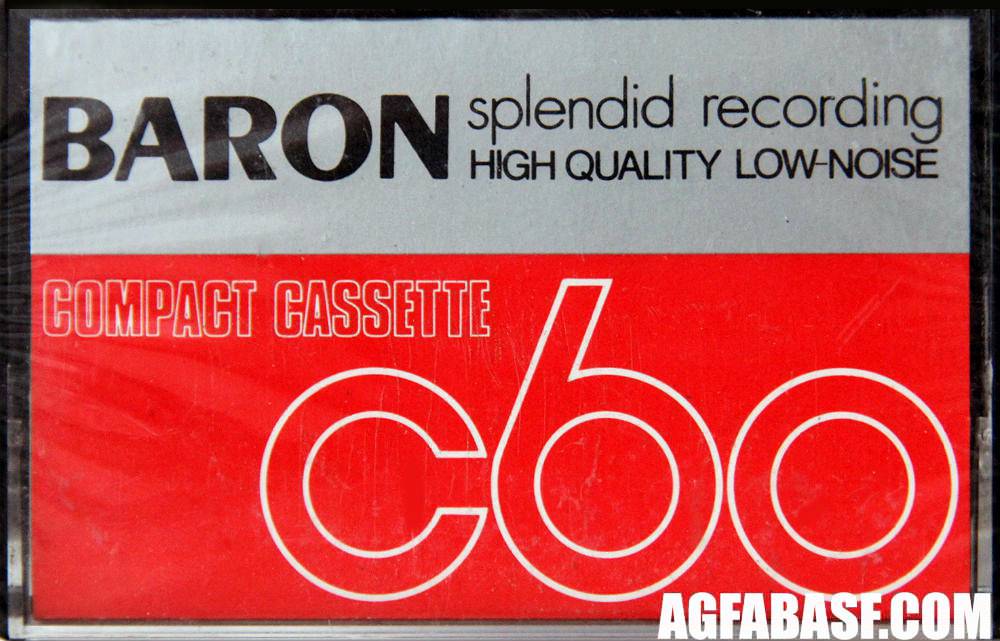 BARON
splendid recording
HIGH QUALITY LOW-NOISE
COMPACT CASSETTE
c60
AGFABASF.COM